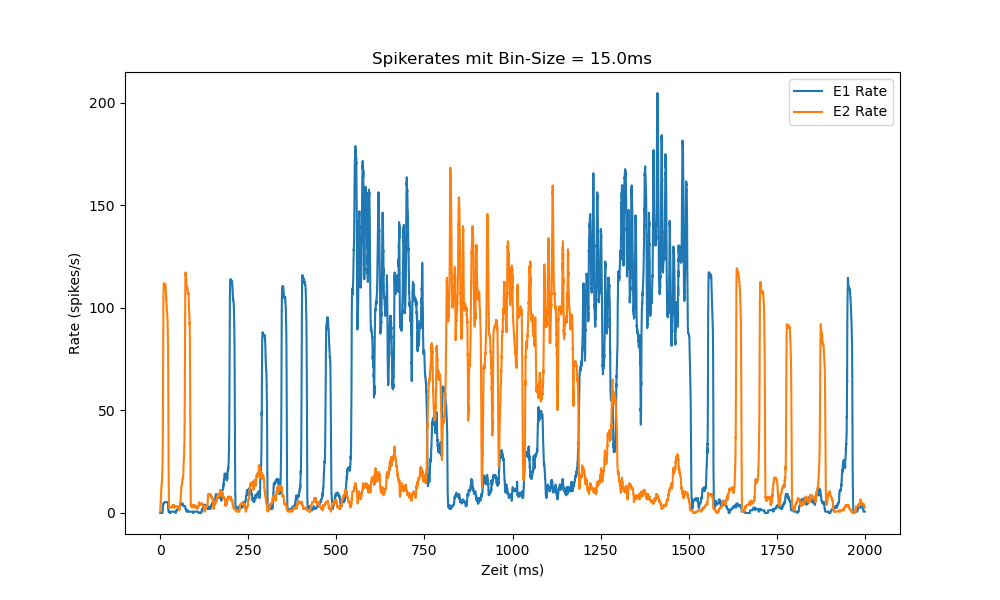 Spikerates mit Bin-Size = 15.0ms
E1 Rate
E2 Rate
200
150
100
50
0
Rate (spikes/s)
0 250 500 750 1000 1250 1500 1750 2000
Zeit (ms)